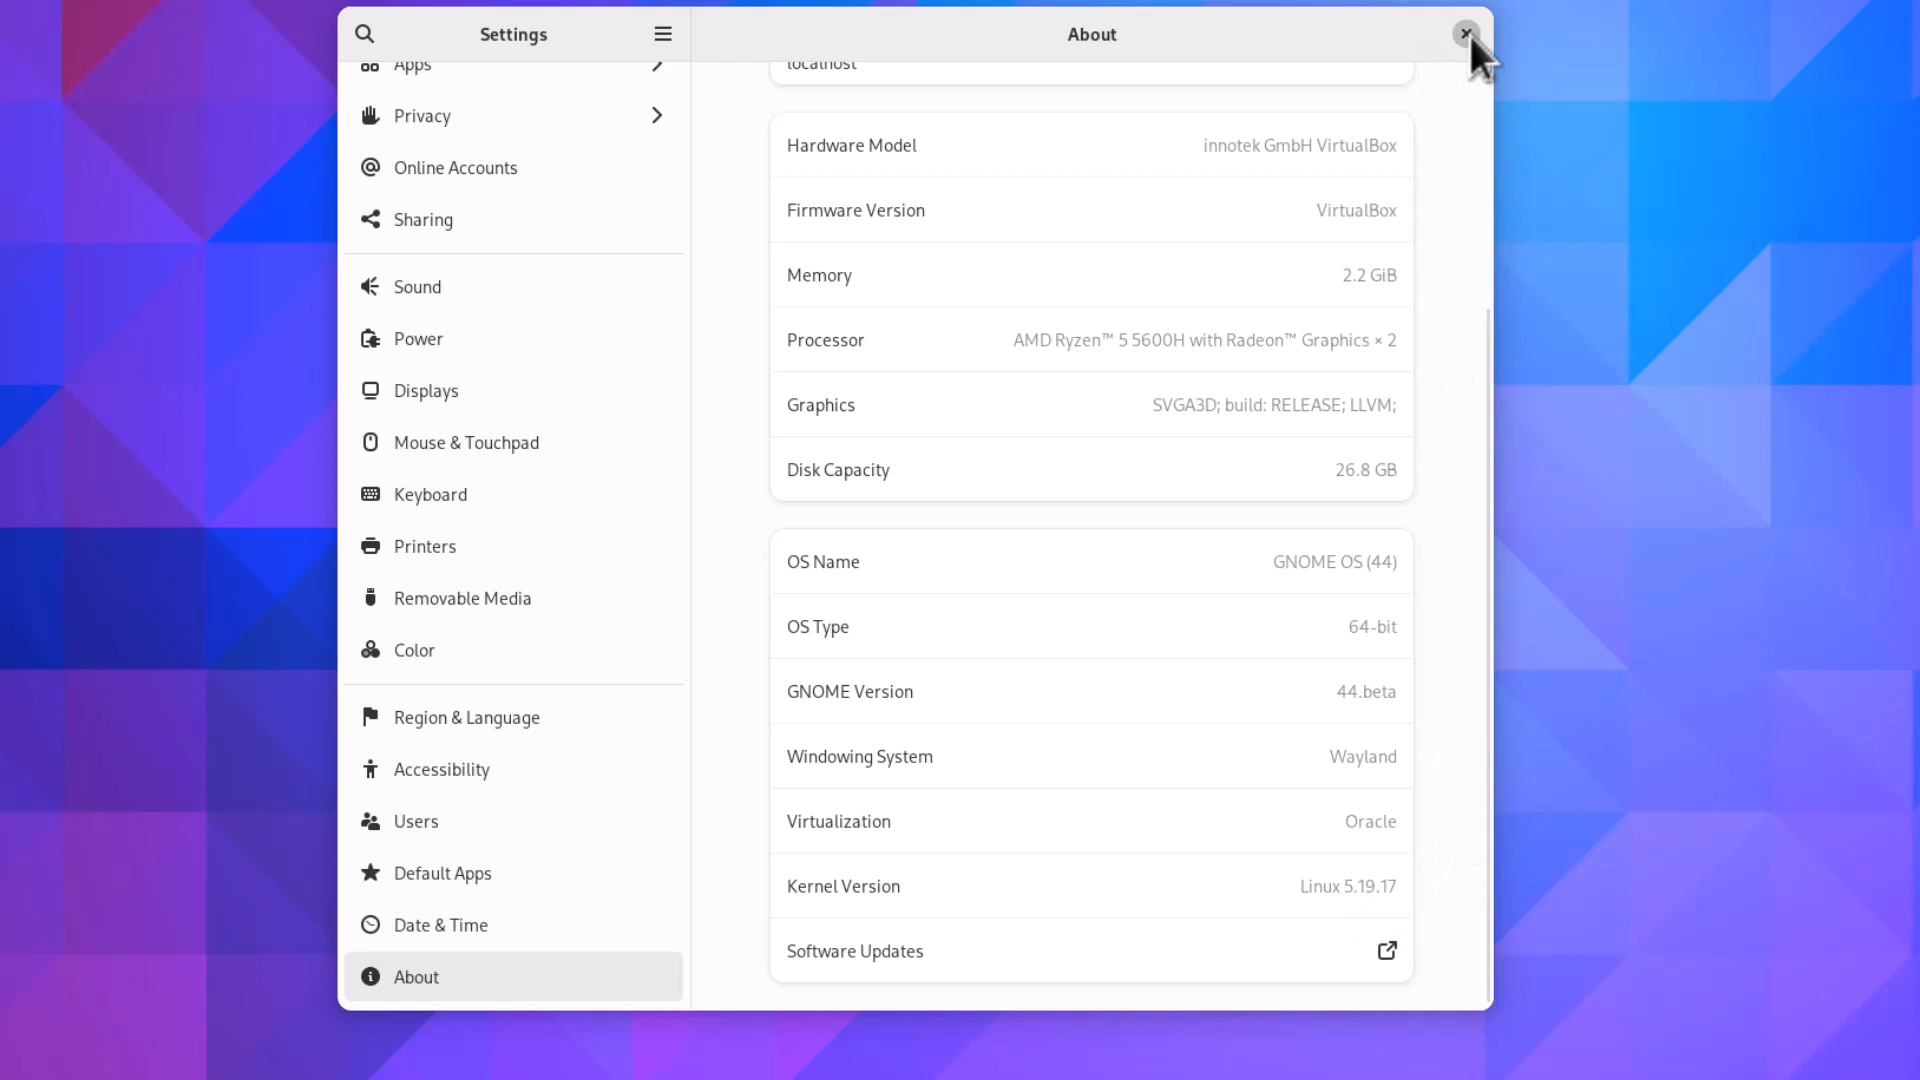 Settings
About
Apps
Privacy
Online Accounts
Sharing
Sound
Power
Displays
Mouse & Touchpad
Keyboard
Printers
Removable Media
Color
Region & Language
Accessibility
Users
Default Apps
Date & Time
About
localhost
Hardware Model innotek GmbH VirtualBox
Firmware Version VirtualBox
Memory 2.2 GiB
Processor AMD Ryzen™ 5 5600H with Radeon™ Graphics × 2
Graphics SVGA3D; build: RELEASE; LLVM;
Disk Capacity 26.8 GB
OS Name GNOME OS (44)
OS Type 64-bit
GNOME Version 44.beta
Windowing System Wayland
Virtualization Oracle
Kernel Version Linux 5.19.17
Software Updates